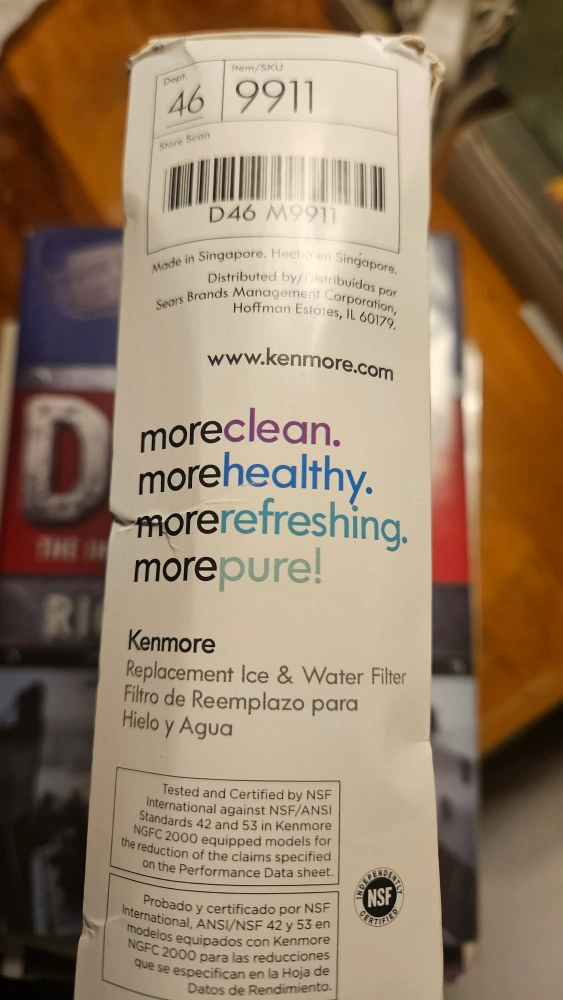 Dept.
46
Item/SKU
9911
Store Scan
D46 M9911
Made in Singapore. Hecho en Singapore.
Distributed by/Distribuidas por
Sears Brands Management Corporation,
Hoffman Estates, IL 60179.
www.kenmore.com
moreclean.
morehealthy.
morerefreshing.
morepure!
Kenmore
Replacement Ice & Water Filter
Filtro de Reemplazo para
Hielo y Agua
Tested and Certified by NSF
International against NSF/ANSI
Standards 42 and 53 in Kenmore
NGFC 2000 equipped models for
the reduction of the claims specified
on the Performance Data sheet.
INDEPENDENTLY
NSF
CERTIFIED
Probado y certificado por NSF
International, ANSI/NSF 42 y 53 en
modelos equipados con Kenmore
NGFC 2000 para las reducciones
que se especifican en la Hoja de
Datos de Rendimiento.
D